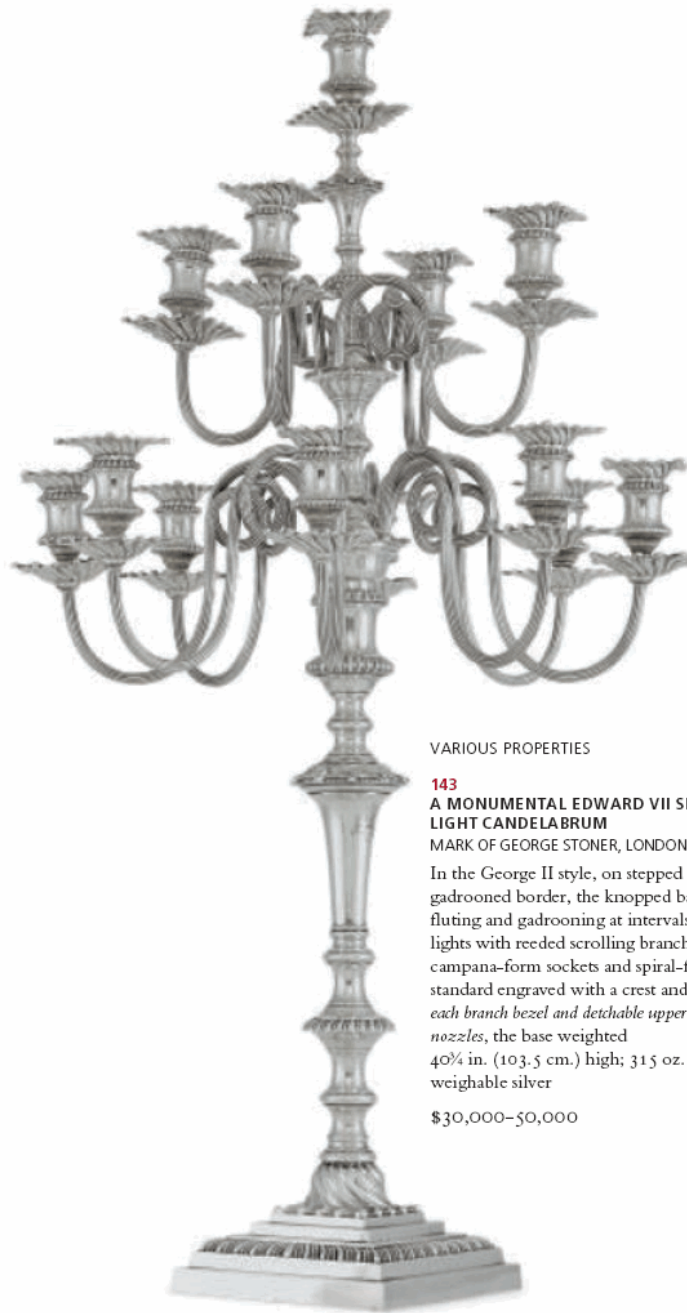 VARIOUS PROPERTIES
143
A MONUMENTAL EDWARD VII
LIGHT CANDELABRUM
MARK OF GEORGE STONER, LONDON
In the George II style, on stepped
gadrooned border, the knopped
fluting and gadrooning at intervals
lights with reeded scrolling branch
campana-form sockets and
standard engraved with a crest and
each branch bezel and detchable upper
nozzles, the base weighted
40¾ in. (103.5 cm.) high; 315 oz.
weighable silver
$30,000–50,000